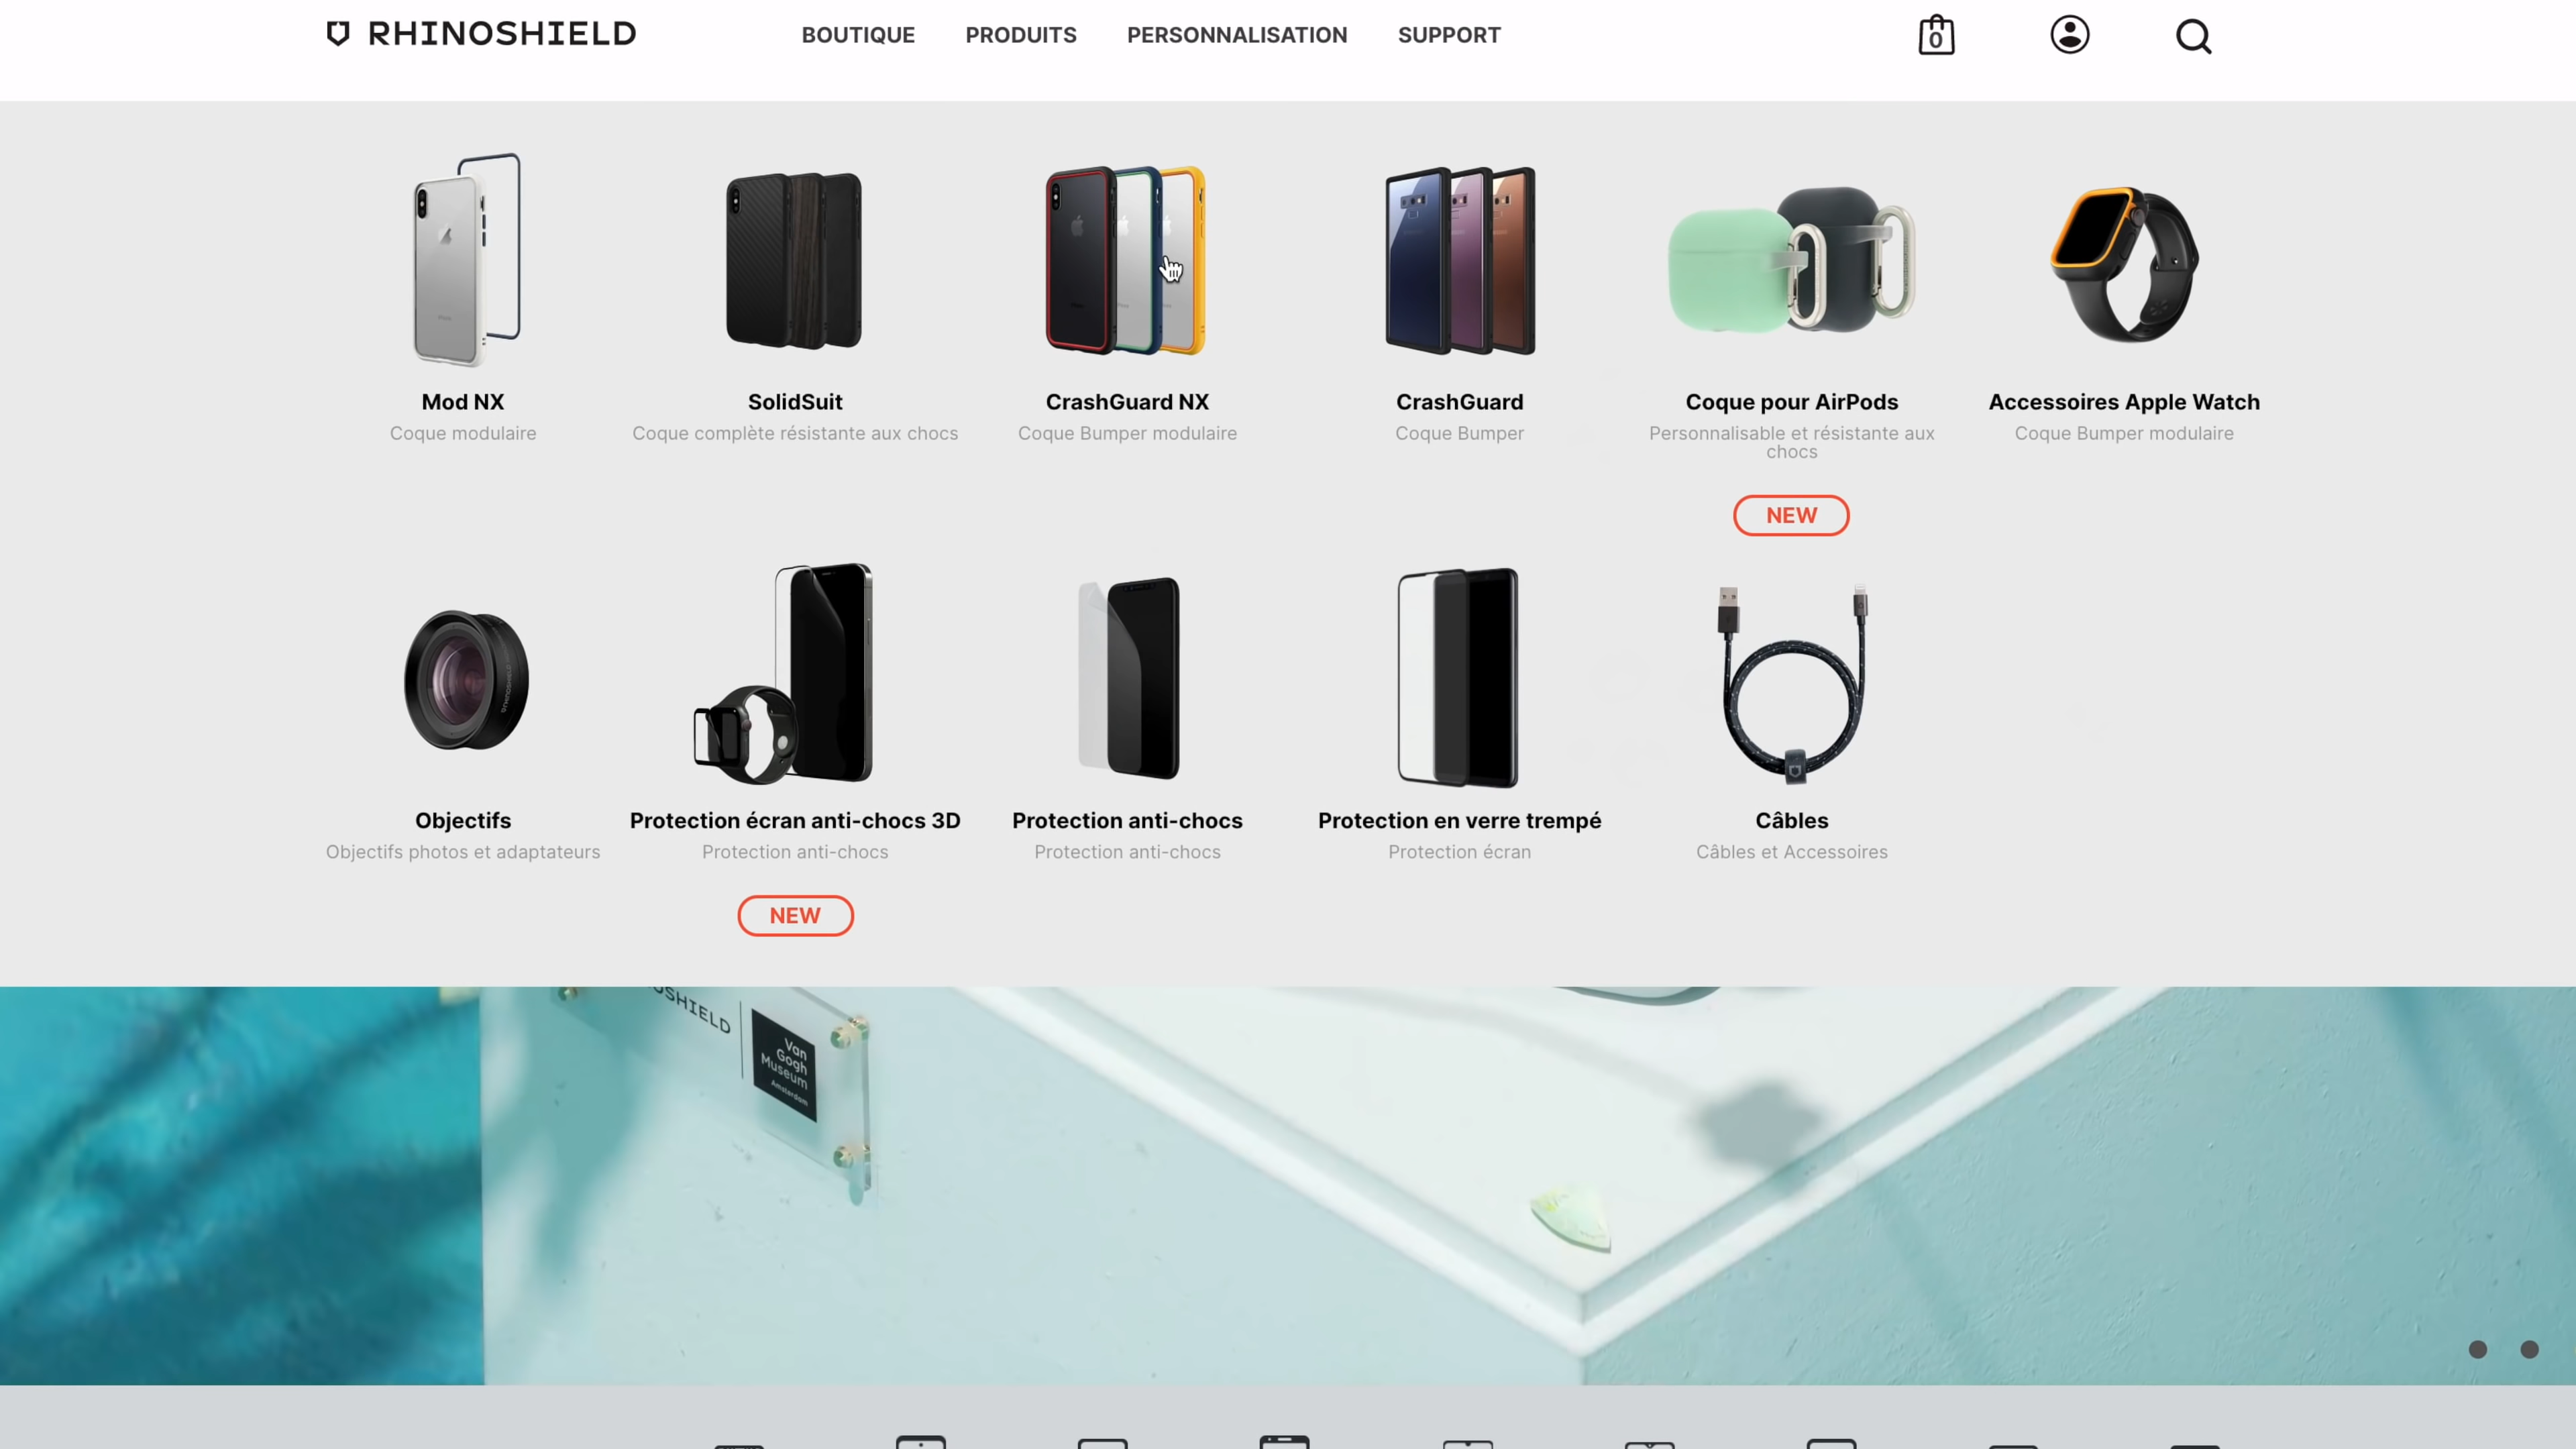 RHINOSHIELD
BOUTIQUE PRODUITS PERSONNALISATION SUPPORT
0
Mod NX
Coque modulaire
SolidSuit
Coque complète résistante aux chocs
CrashGuard NX
Coque Bumper modulaire
CrashGuard
Coque Bumper
Coque pour AirPods
Personnalisable et résistante aux
chocs
NEW
Accessoires Apple Watch
Coque Bumper modulaire
Objectifs
Objectifs photos et adaptateurs
Protection écran anti-chocs 3D
Protection anti-chocs
NEW
Protection anti-chocs
Protection anti-chocs
Protection en verre trempé
Protection écran
Câbles
Câbles et Accessoires
Van
Gogh
Museum
Amsterdam